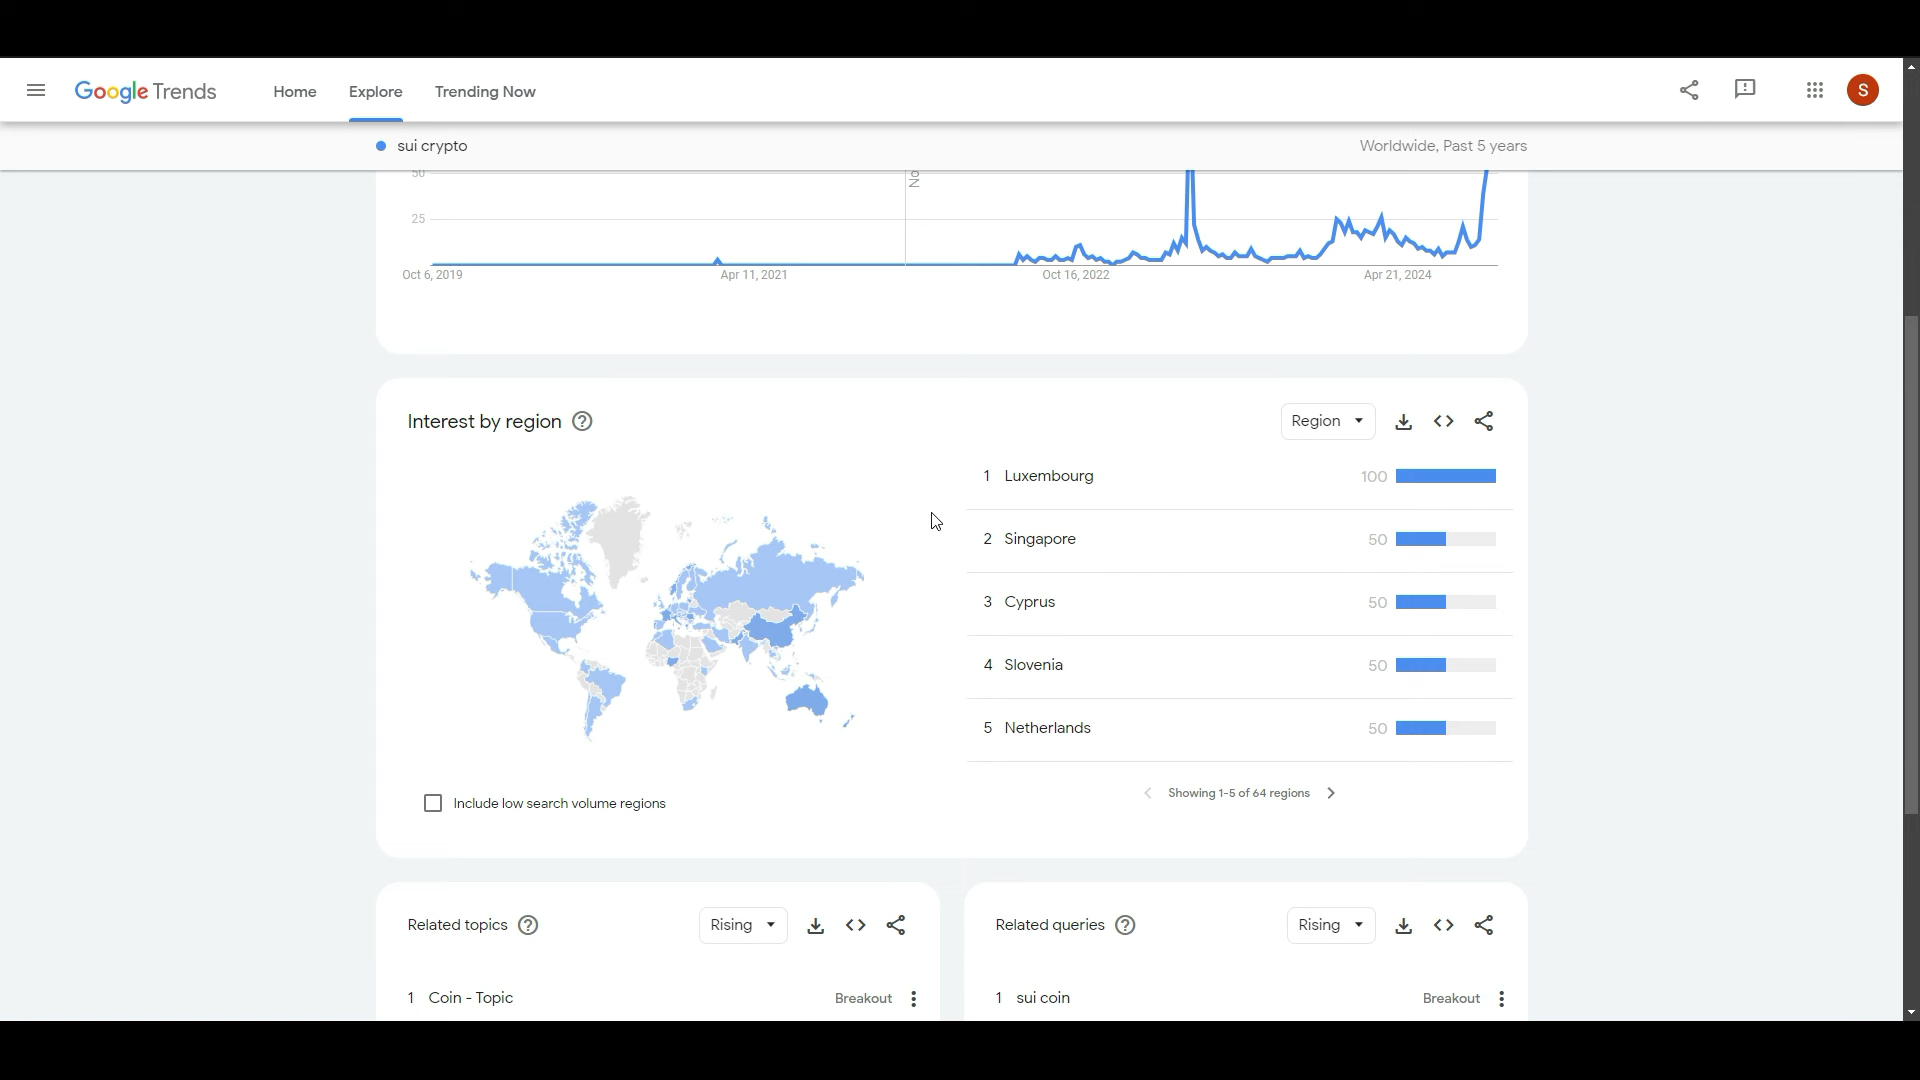 Google Trends
Home
Explore
Trending Now
S
sui crypto
Worldwide, Past 5 years
50
No
25
Oct 6, 2019
Apr 11, 2021
Oct 16, 2022
Apr 21, 2024
Interest by region
Region
1 Luxembourg 100
2 Singapore 50
3 Cyprus 50
4 Slovenia 50
5 Netherlands 50
Include low search volume regions
Showing 1-5 of 64 regions
Related topics
Rising
1 Coin - Topic Breakout
Related queries
Rising
1 sui coin Breakout